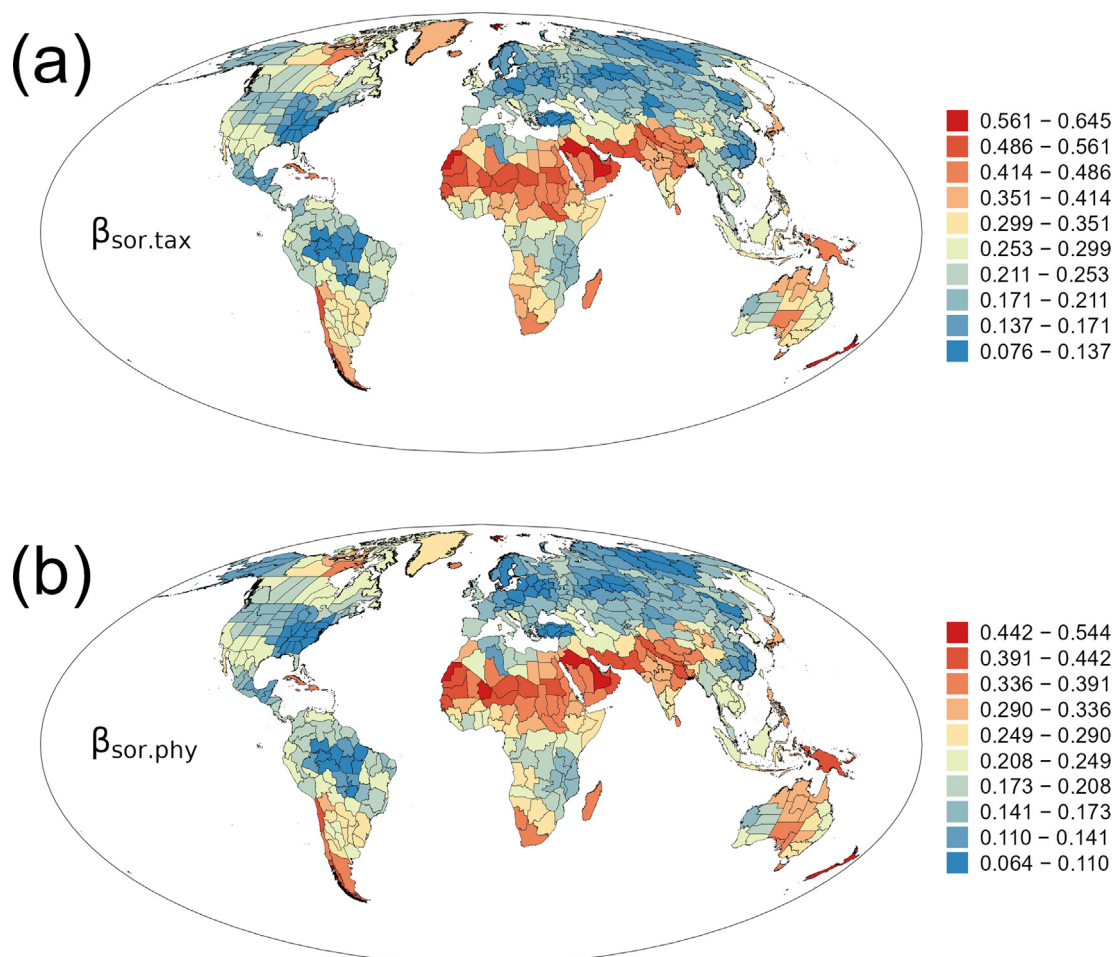 (a)
βsor.tax
0.561 – 0.645
0.486 – 0.561
0.414 – 0.486
0.351 – 0.414
0.299 – 0.351
0.253 – 0.299
0.211 – 0.253
0.171 – 0.211
0.137 – 0.171
0.076 – 0.137
(b)
βsor.phy
0.442 – 0.544
0.391 – 0.442
0.336 – 0.391
0.290 – 0.336
0.249 – 0.290
0.208 – 0.249
0.173 – 0.208
0.141 – 0.173
0.110 – 0.141
0.064 – 0.110